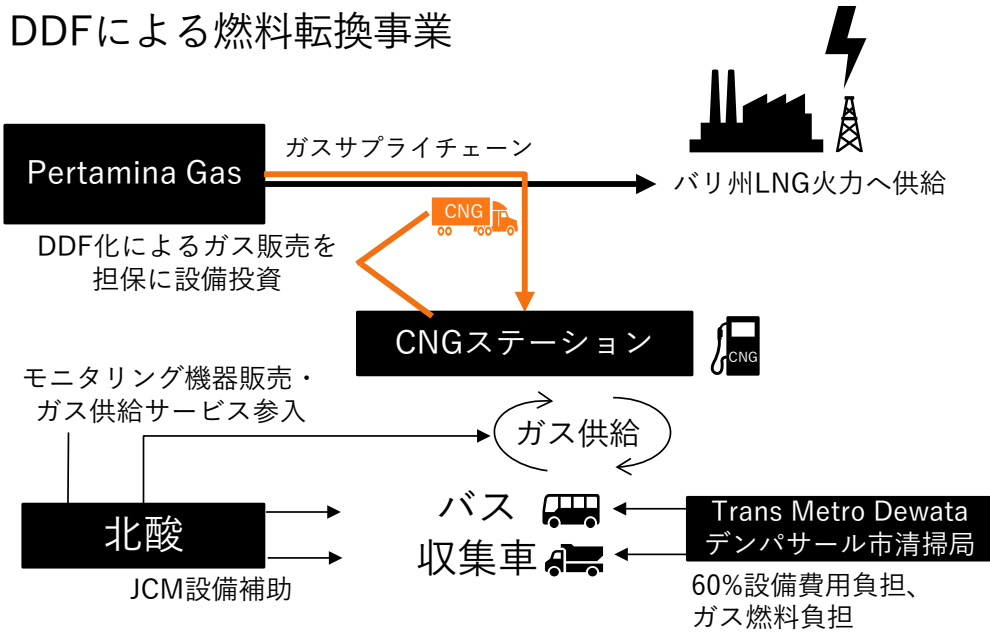 DDFによる燃料転換事業
ガスサプライチェーン
Pertamina Gas
バリ州LNG火力へ供給
CNG
DDF化によるガス販売を
担保に設備投資
CNGステーション
CNG
モニタリング機器販売・
ガス供給サービス参入
ガス供給
北酸
バス
収集車
Trans Metro Dewata
デンパサール市清掃局
JCM設備補助
60%設備費用負担、
ガス燃料負担